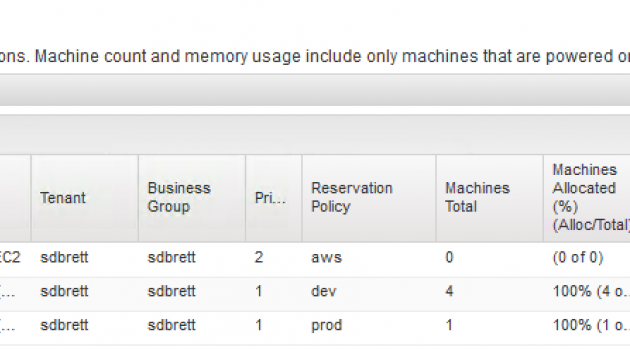 ons. Machine count and memory usage include only machines that are powered o
Tenant Business Group Pri... Reservation Policy Machines Total Machines Allocated (%) (Alloc/Total)
EC2 sdbrett sdbrett 2 aws 0 (0 of 0)
(... sdbrett sdbrett 1 dev 4 100% (4 o...
(... sdbrett sdbrett 1 prod 1 100% (1 o...